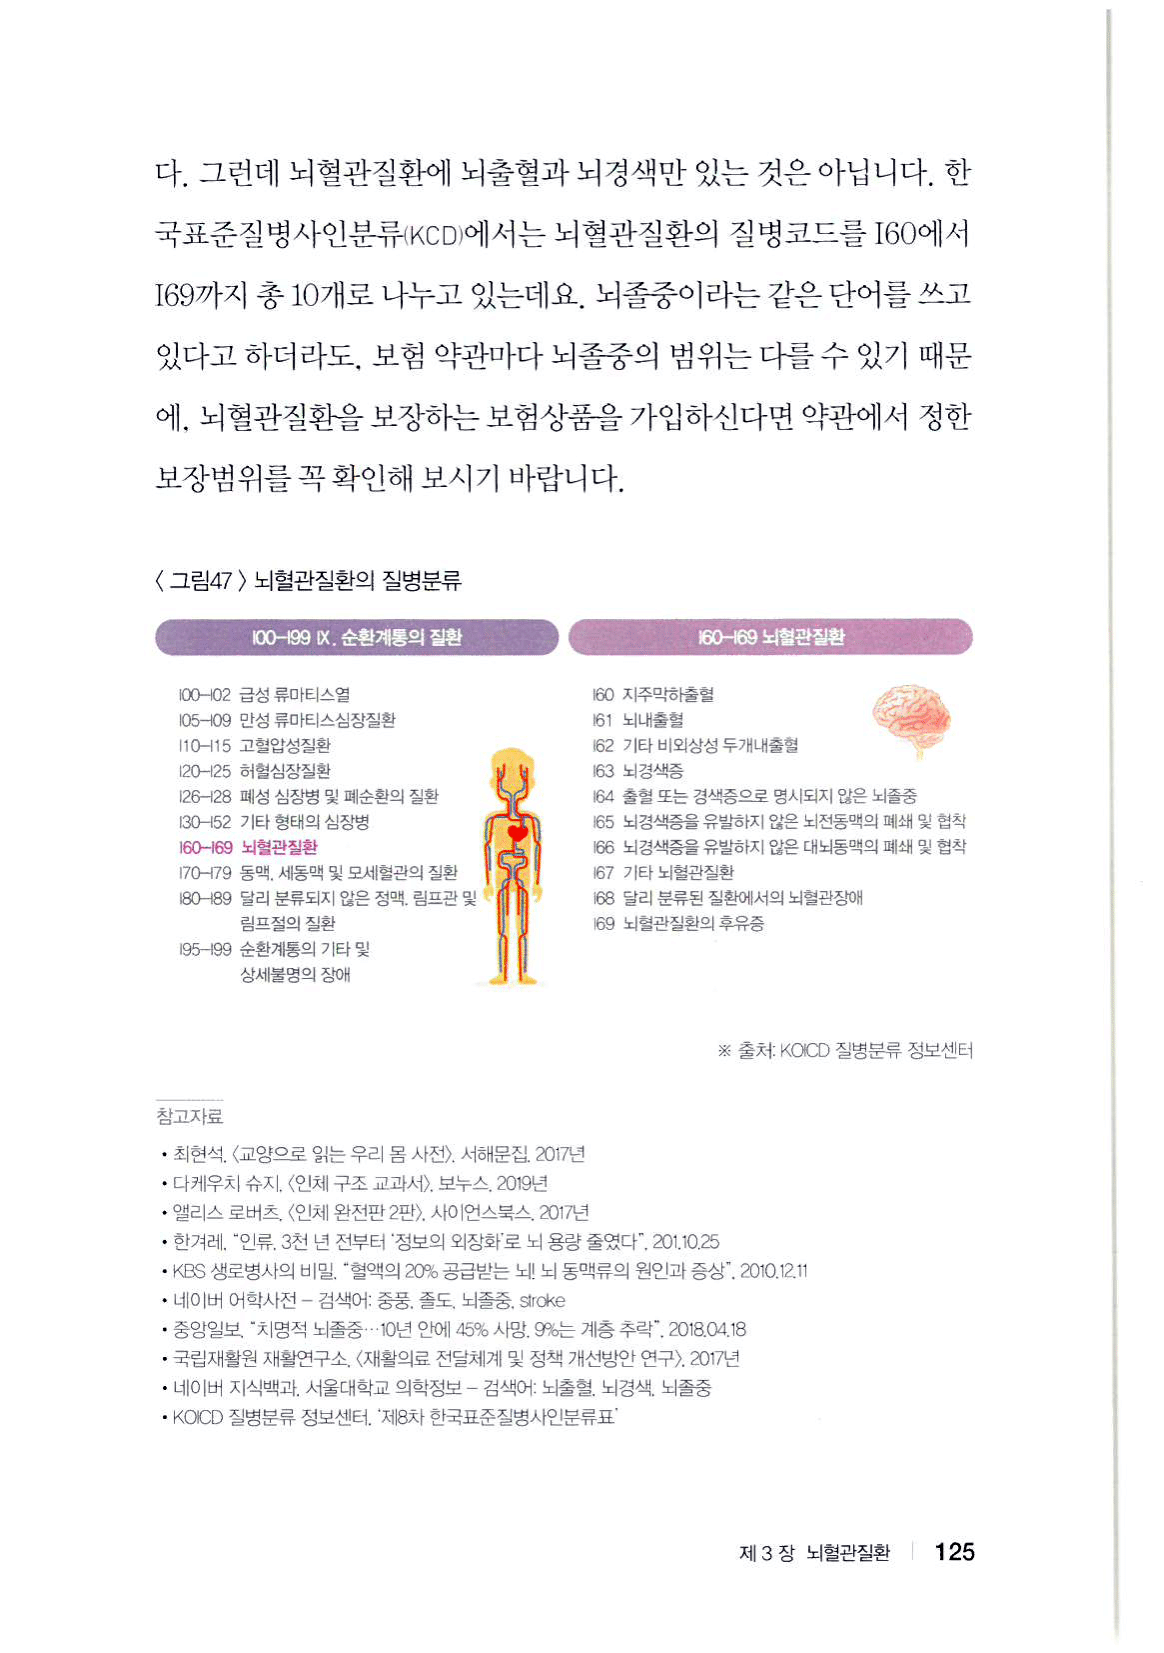 다. 그런데 뇌혈관질환에 뇌출혈과 뇌경색만 있는 것은 아닙니다. 한
국표준질병사인분류(KCD)에서는 뇌혈관질환의 질병코드를 I60에서
I69까지 총 10개로 나누고 있는데요. 뇌졸중이라는 같은 단어를 쓰고
있다고 하더라도, 보험 약관마다 뇌졸중의 범위는 다를 수 있기 때문
에, 뇌혈관질환을 보장하는 보험상품을 가입하신다면 약관에서 정한
보장범위를 꼭 확인해 보시기 바랍니다.
〈그림47〉 뇌혈관질환의 질병분류
I00-I99 IX. 순환계통의 질환
I00-I02 급성 류마티스열
I05-I09 만성 류마티스심장질환
I10-I15 고혈압성질환
I20-I25 허혈심장질환
I26-I28 폐성 심장병 및 폐순환의 질환
I30-I52 기타 형태의 심장병
I60-I69 뇌혈관질환
I70-I79 동맥, 세동맥 및 모세혈관의 질환
I80-I89 달리 분류되지 않은 정맥, 림프관 및
림프절의 질환
I95-I99 순환계통의 기타 및
상세불명의 장애
I60-I69 뇌혈관질환
I60 지주막하출혈
I61 뇌내출혈
I62 기타 비외상성 두개내출혈
I63 뇌경색증
I64 출혈 또는 경색증으로 명시되지 않은 뇌졸중
I65 뇌경색증을 유발하지 않은 뇌전동맥의 폐쇄 및 협착
I66 뇌경색증을 유발하지 않은 대뇌동맥의 폐쇄 및 협착
I67 기타 뇌혈관질환
I68 달리 분류된 질환에서의 뇌혈관장애
I69 뇌혈관질환의 후유증
※ 출처: KOICD 질병분류 정보센터
참고자료
• 최현석, 〈교양으로 읽는 우리 몸 사전〉, 서해문집, 2017년
• 다케우치 슈지, 〈인체 구조 교과서〉, 보누스, 2019년
• 앨리스 로버츠, 〈인체 완전판 2판〉, 사이언스북스, 2017년
• 한겨레, “인류, 3천 년 전부터 ‘정보의 외장화’로 뇌 용량 줄였다”, 201.10.25
• KBS 생로병사의 비밀, “혈액의 20% 공급받는 뇌! 뇌 동맥류의 원인과 증상”, 2010.12.11
• 네이버 어학사전 – 검색어: 중풍, 졸도, 뇌졸중, stroke
• 중앙일보, “치명적 뇌졸중…10년 안에 45% 사망, 9%는 계층 추락”, 2018.04.18
• 국립재활원 재활연구소, 〈재활의료 전달체계 및 정책 개선방안 연구〉, 2017년
• 네이버 지식백과, 서울대학교 의학정보 – 검색어: 뇌출혈, 뇌경색, 뇌졸중
• KOICD 질병분류 정보센터, ‘제8차 한국표준질병사인분류표’
제 3 장 뇌혈관질환 | 125